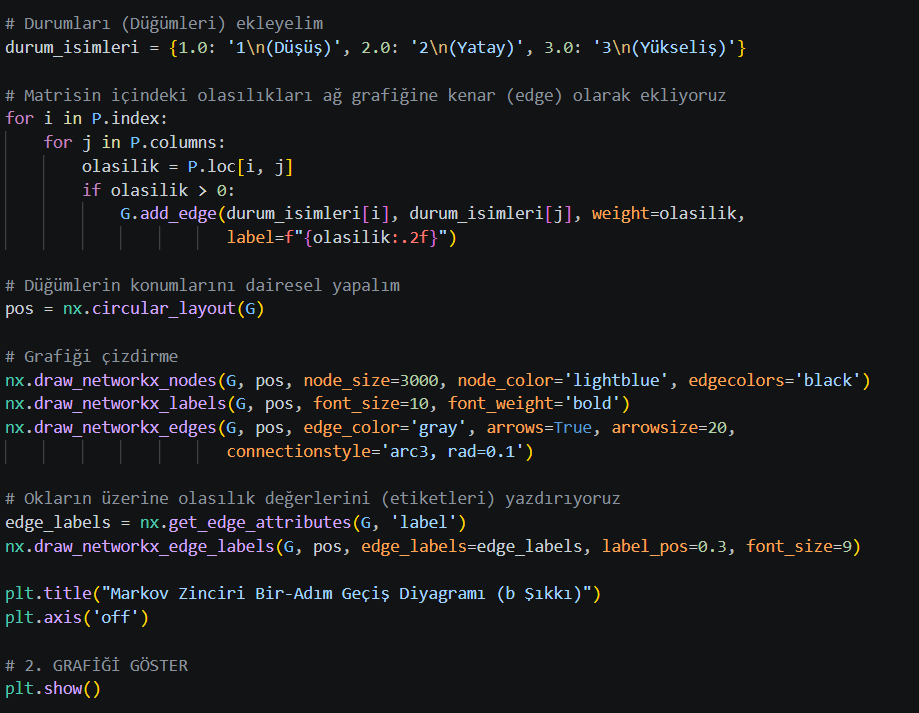 # Durumları (Düğümleri) ekleyelim
durum_isimleri = {1.0: '1\n(Düşüş)', 2.0: '2\n(Yatay)', 3.0: '3\n(Yükseliş)'}
# Matrisin içindeki olasılıkları ağ grafiğine kenar (edge) olarak ekliyoruz
for i in P.index:
    for j in P.columns:
        olasilik = P.loc[i, j]
        if olasilik > 0:
            G.add_edge(durum_isimleri[i], durum_isimleri[j], weight=olasilik,
                       label=f"{olasilik:.2f}")
# Düğümlerin konumlarını dairesel yapalım
pos = nx.circular_layout(G)
# Grafiği çizdirme
nx.draw_networkx_nodes(G, pos, node_size=3000, node_color='lightblue', edgecolors='black')
nx.draw_networkx_labels(G, pos, font_size=10, font_weight='bold')
nx.draw_networkx_edges(G, pos, edge_color='gray', arrows=True, arrowsize=20,
                       connectionstyle='arc3, rad=0.1')
# Okların üzerine olasılık değerlerini (etiketleri) yazdırıyoruz
edge_labels = nx.get_edge_attributes(G, 'label')
nx.draw_networkx_edge_labels(G, pos, edge_labels=edge_labels, label_pos=0.3, font_size=9)
plt.title("Markov Zinciri Bir-Adım Geçiş Diyagramı (b Şıkkı)")
plt.axis('off')
# 2. GRAFİĞİ GÖSTER
plt.show()